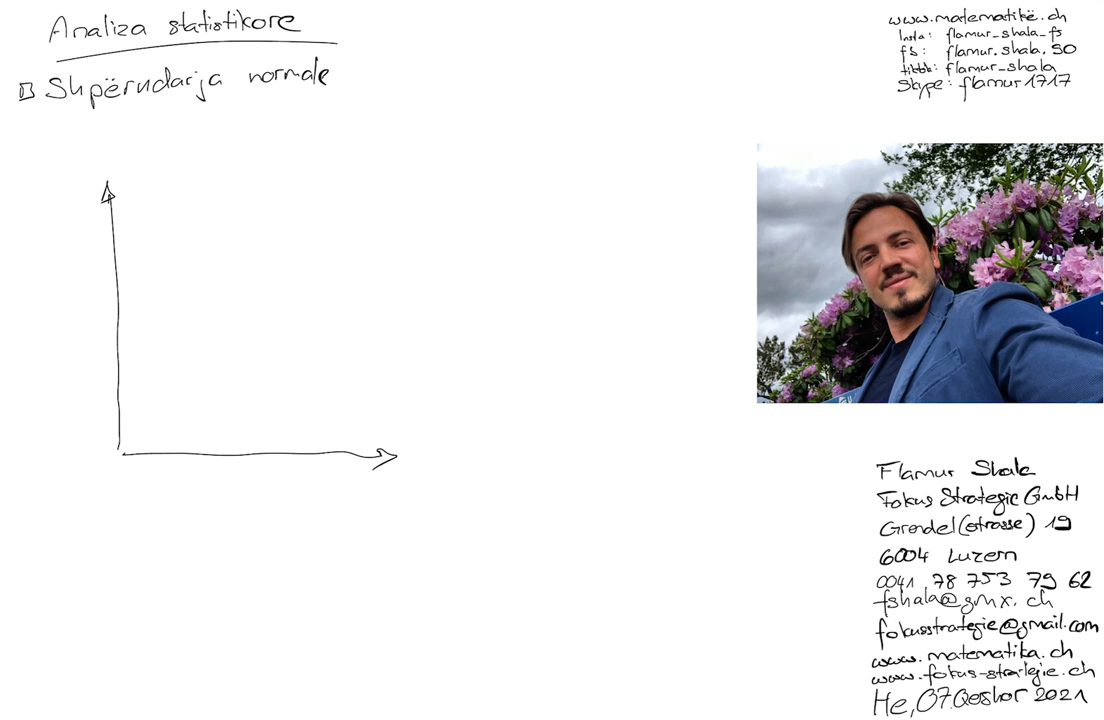 Analiza statistikore
Shpërndarja normale
www.matematikë.ch
Insta: flamur_shala_fs
fb: flamur.shala.50
tiktok: flamur_shala
Skype: flamur1717
Flamur Shala
Fokus Strategie GmbH
Grendel(strasse) 19
6004 Luzern
0041 78 753 79 62
fshala@gmx.ch
fokusstrategie@gmail.com
www.matematika.ch
www.fokus-strategie.ch
He, 07.Qershor 2021